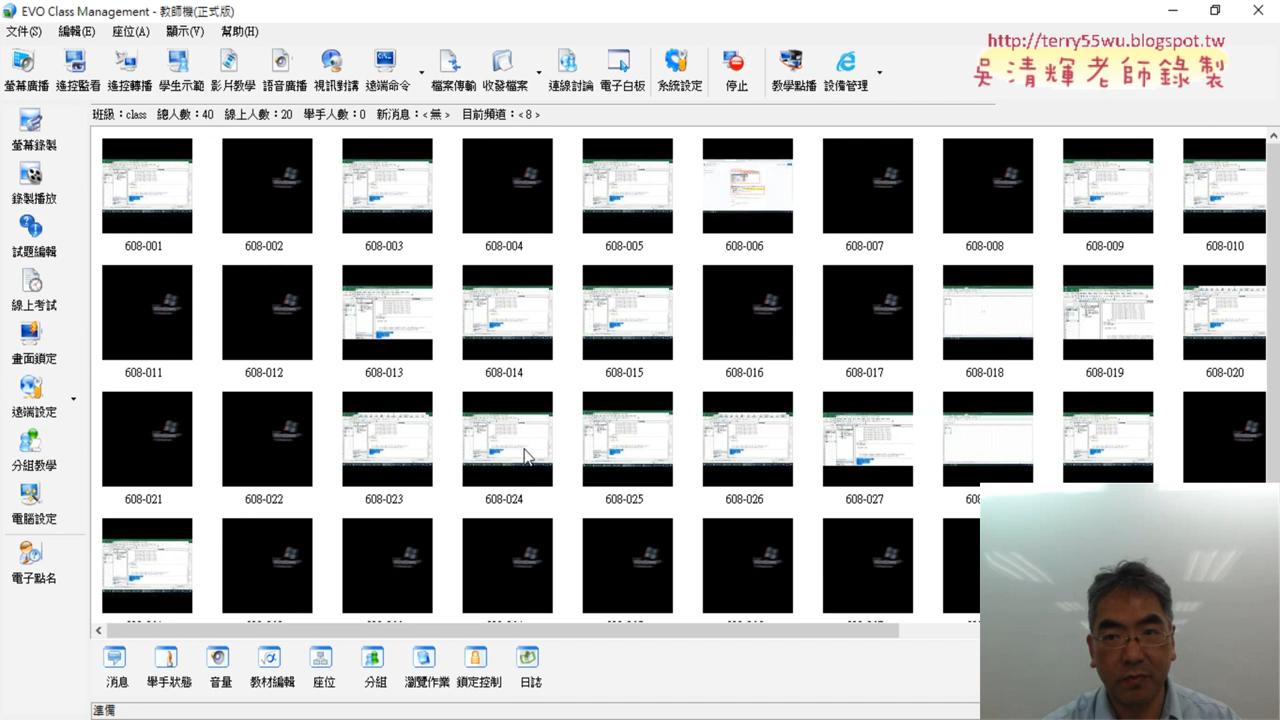 EVO Class Management - 教師機(正式版)
文件(S) 編輯(E) 座位(A) 顯示(V) 幫助(H)
http://terry55wu.blogspot.tw
吳清輝老師錄製
螢幕廣播 遙控監看 遙控轉播 學生示範 影片教學 語音廣播 視訊對講 遠端命令 檔案傳輸 收發檔案 連線討論 電子白板 系統設定 停止 教學點播 設備管理
班級：class 總人數：40 線上人數：20 舉手人數：0 新消息：<無> 目前頻道：<8>
螢幕錄製
錄製播放
試題編輯
線上考試
畫面鎖定
遠端設定
分組教學
電腦設定
電子點名
608-001 608-002 608-003 608-004 608-005 608-006 608-007 608-008 608-009 608-010
608-011 608-012 608-013 608-014 608-015 608-016 608-017 608-018 608-019 608-020
608-021 608-022 608-023 608-024 608-025 608-026 608-027
消息 舉手狀態 音量 教材編輯 座位 分組 瀏覽作業 鎖定控制 日誌
準備